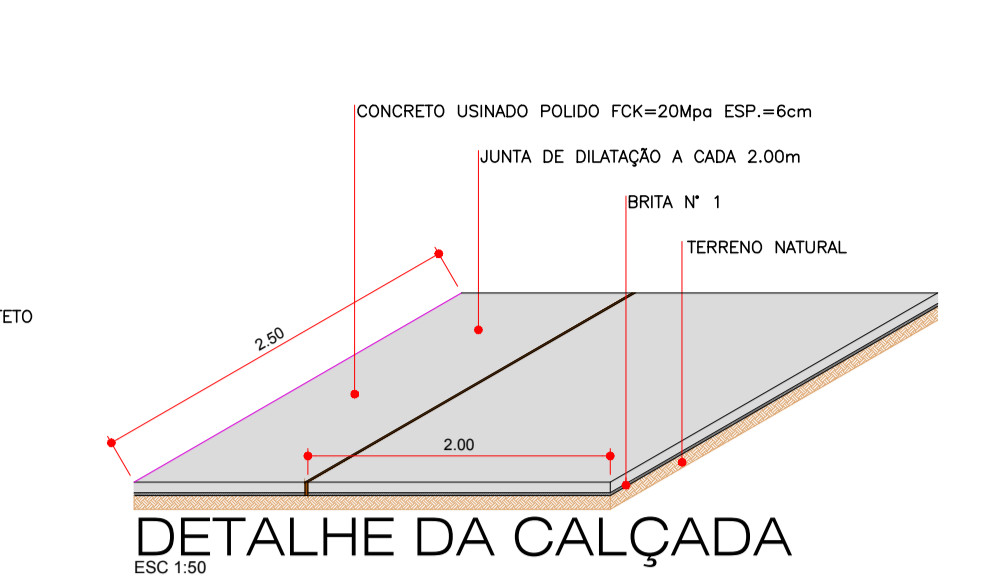 CONCRETO USINADO POLIDO FCK=20Mpa ESP.=6cm
JUNTA DE DILATAÇÃO A CADA 2.00m
BRITA N° 1
TERRENO NATURAL
TETO
2.50
2.00
DETALHE DA CALÇADA
ESC 1:50